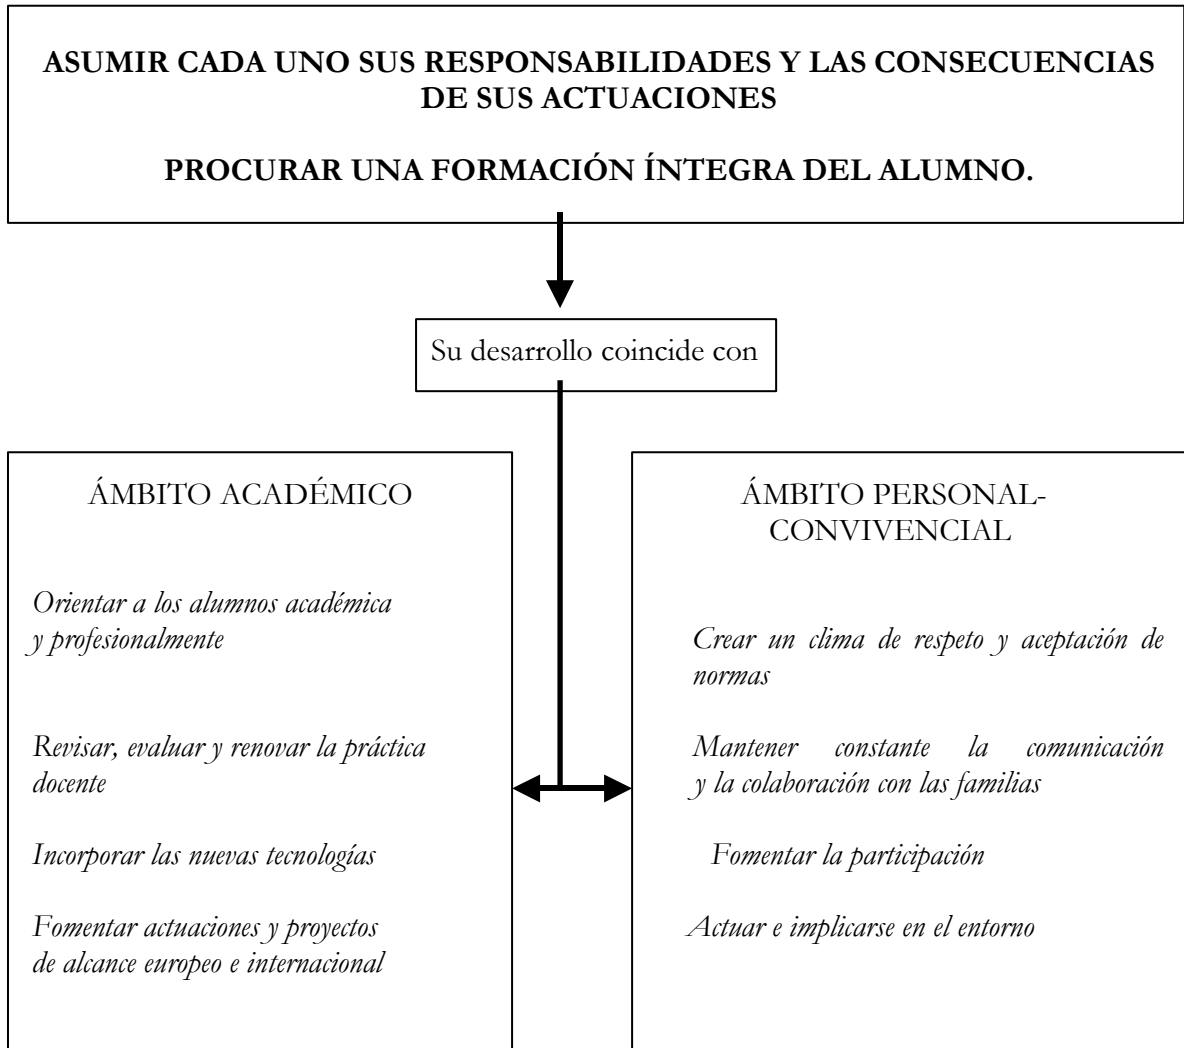 ASUMIR CADA UNO SUS RESPONSABILIDADES Y LAS CONSECUENCIAS
DE SUS ACTUACIONES
PROCURAR UNA FORMACIÓN ÍNTEGRA DEL ALUMNO.
Su desarrollo coincide con
ÁMBITO ACADÉMICO
Orientar a los alumnos académica
y profesionalmente
Revisar, evaluar y renovar la práctica
docente
Incorporar las nuevas tecnologías
Fomentar actuaciones y proyectos
de alcance europeo e internacional
ÁMBITO PERSONAL-
CONVIVENCIAL
Crear un clima de respeto y aceptación de
normas
Mantener constante la comunicación
y la colaboración con las familias
Fomentar la participación
Actuar e implicarse en el entorno